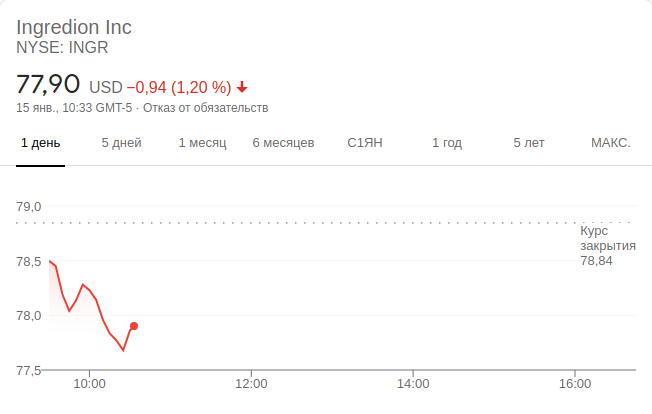 Ingredion Inc
NYSE: INGR
77,90 USD −0,94 (1,20 %)
15 янв., 10:33 GMT-5 · Отказ от обязательств
1 день 5 дней 1 месяц 6 месяцев С1ЯН 1 год 5 лет МАКС.
79,0
Курс
закрытия
78,84
78,5
78,0
77,5
10:00 12:00 14:00 16:00